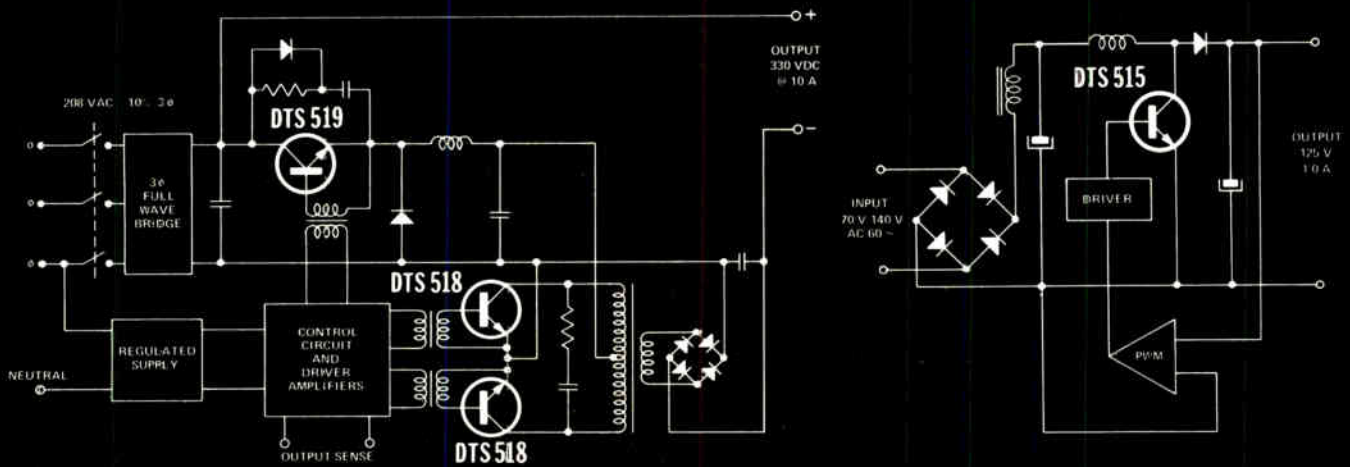 +
OUTPUT
330 VDC
@ 10 A
−
208 VAC 10% 3ø
ø
ø
ø
3ø
FULL
WAVE
BRIDGE
DTS 519
DTS 518
DTS 518
REGULATED
SUPPLY
NEUTRAL
CONTROL
CIRCUIT
AND
DRIVER
AMPLIFIERS
OUTPUT SENSE
DTS 515
INPUT
70 V 140 V
AC 60 ~
DRIVER
PWM
OUTPUT
125 V
1.0 A